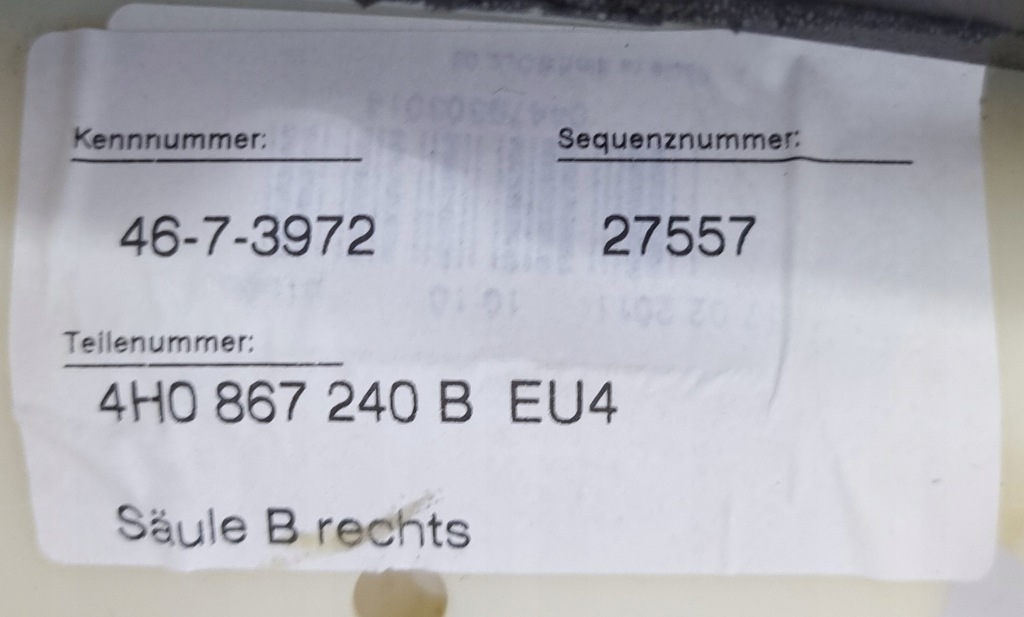 Kennnummer: Sequenznummer:
46-7-3972 27557
Teilenummer:
4H0 867 240 B EU4
Säule B rechts